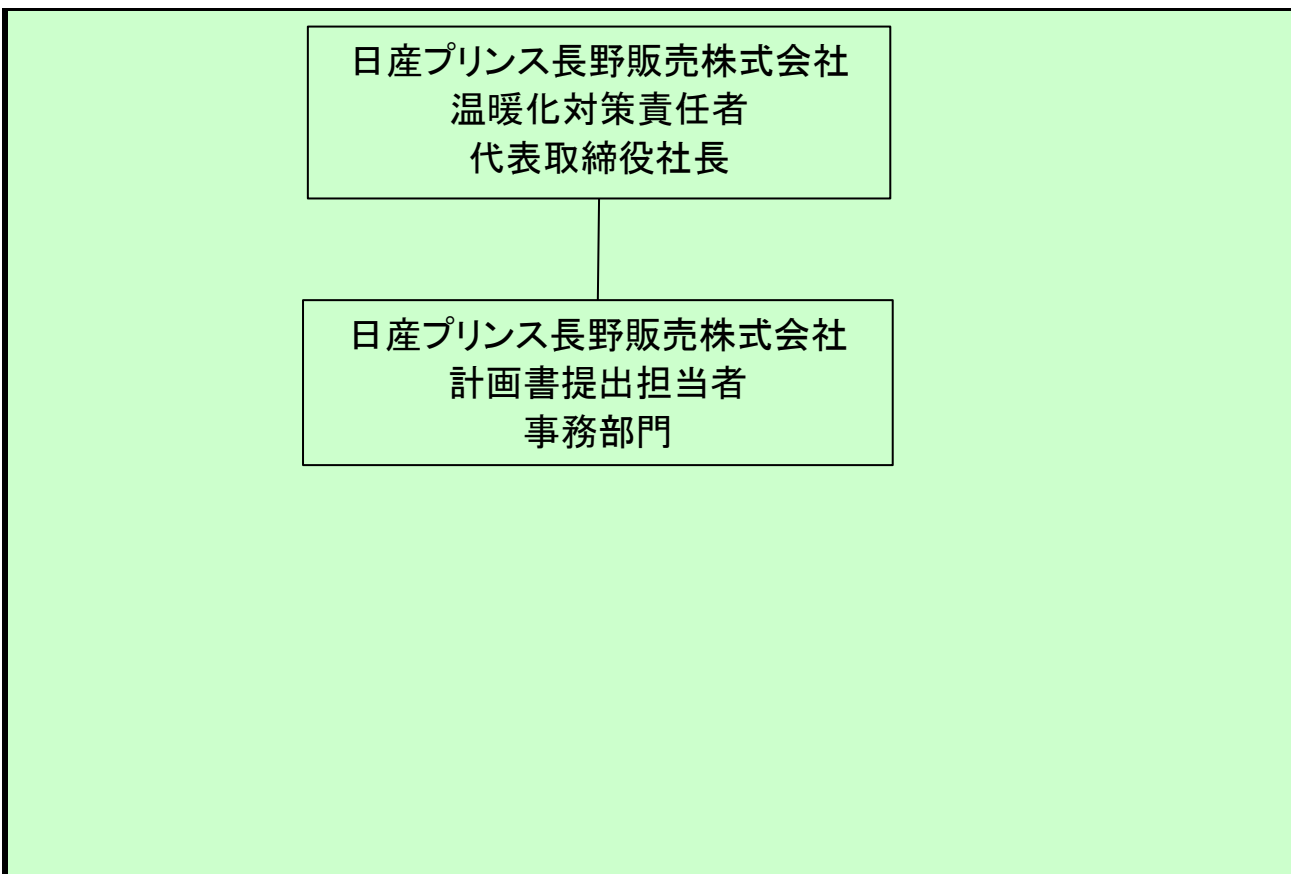 日産プリンス長野販売株式会社
温暖化対策責任者
代表取締役社長
日産プリンス長野販売株式会社
計画書提出担当者
事務部門